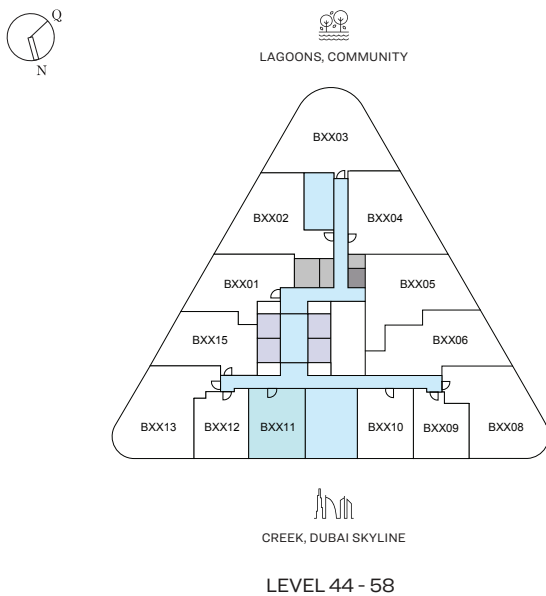 Q
N
LAGOONS, COMMUNITY
BXX03
BXX02
BXX04
BXX01
BXX05
BXX15
BXX06
BXX13
BXX12
BXX11
BXX10
BXX09
BXX08
CREEK, DUBAI SKYLINE
LEVEL 44 - 58